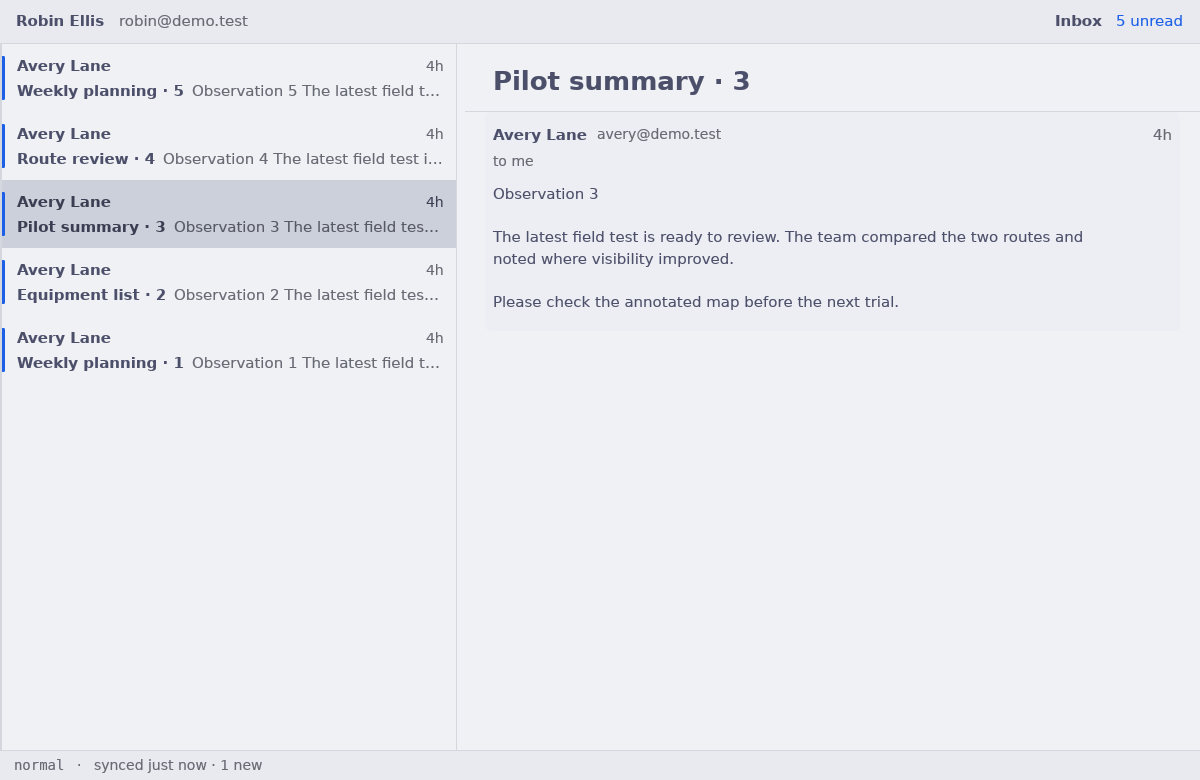 Robin Ellis robin@demo.test Inbox 5 unread
Avery Lane 4h
Weekly planning · 5 Observation 5 The latest field t…
Avery Lane 4h
Route review · 4 Observation 4 The latest field test i…
Avery Lane 4h
Pilot summary · 3 Observation 3 The latest field tes…
Avery Lane 4h
Equipment list · 2 Observation 2 The latest field tes…
Avery Lane 4h
Weekly planning · 1 Observation 1 The latest field t…
Pilot summary · 3
Avery Lane avery@demo.test 4h
to me
Observation 3
The latest field test is ready to review. The team compared the two routes and
noted where visibility improved.
Please check the annotated map before the next trial.
normal · synced just now · 1 new